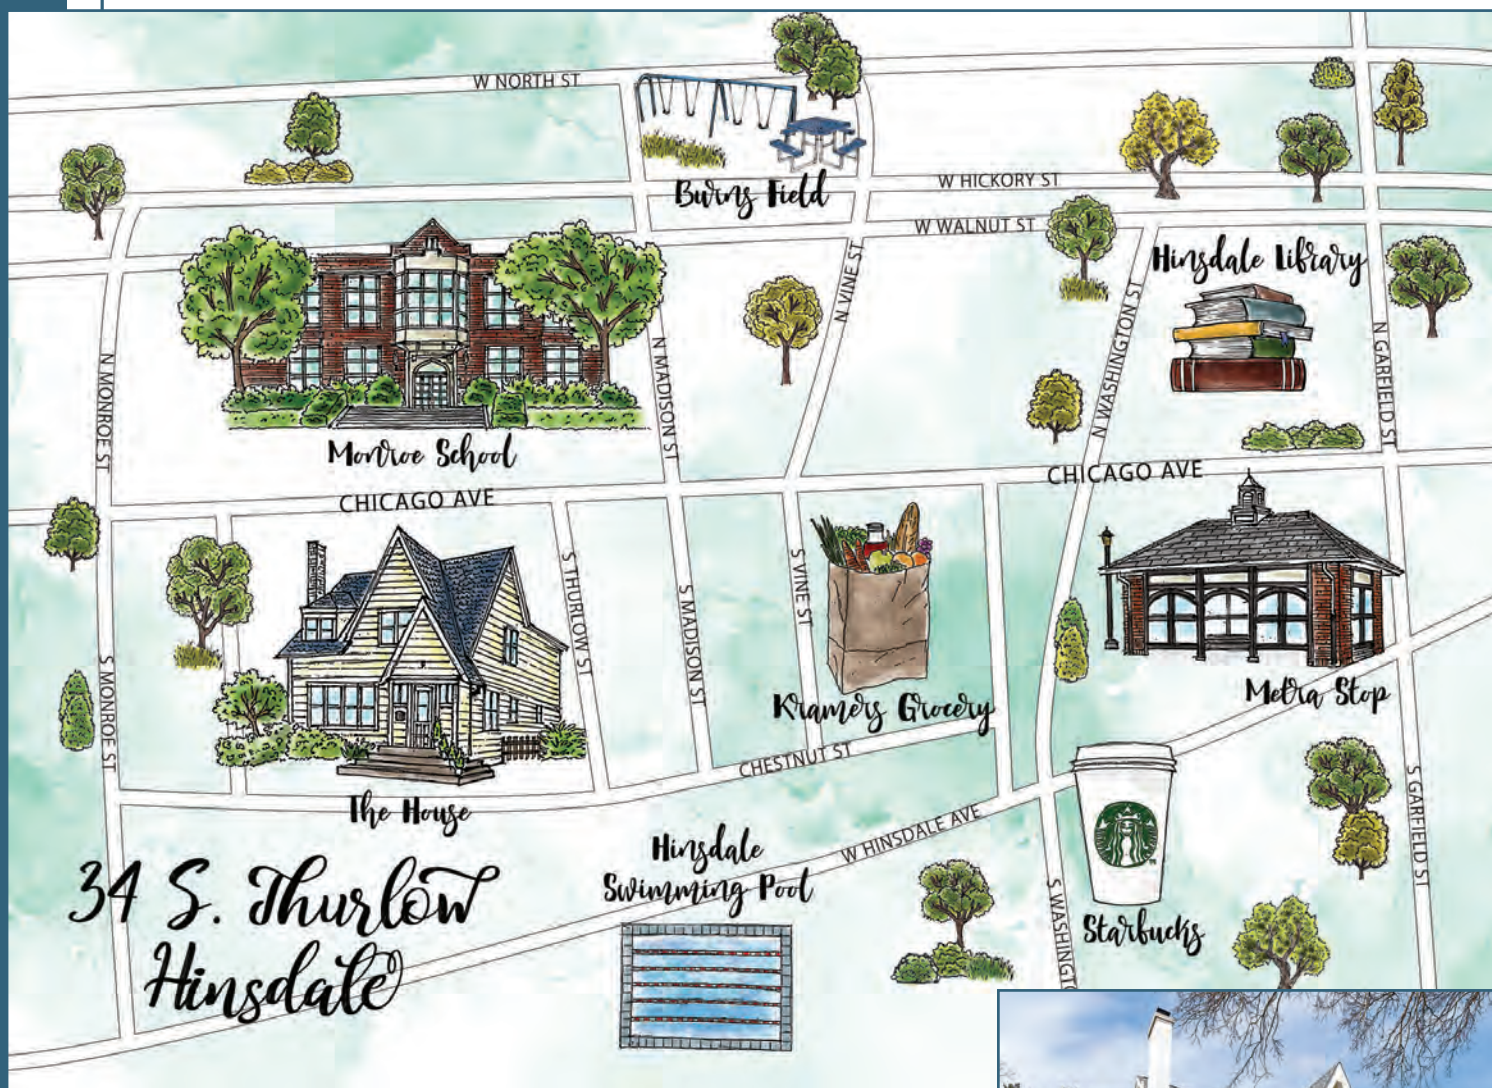 W NORTH ST
Burns Field
W HICKORY ST
W WALNUT ST
Hinsdale Library
N VINE ST
N WASHINGTON ST
N GARFIELD ST
N MONROE ST
N MADISON ST
Monroe School
CHICAGO AVE
CHICAGO AVE
S THURLOW ST
S MADISON ST
S VINE ST
S MONROE ST
Kramers Grocery
Metra Stop
CHESTNUT ST
The House
S GARFIELD ST
W HINSDALE AVE
Hinsdale
Swimming Pool
34 S. Thurlow
Hinsdale
S WASHINGT
Starbucks
TM